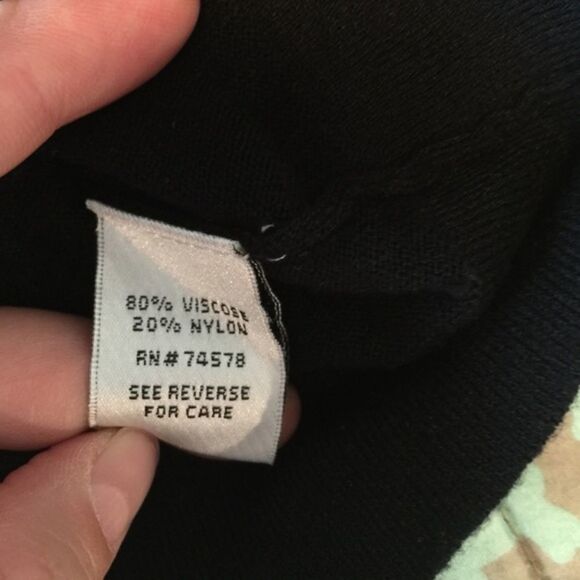 80% VISCOSE
20% NYLON
RN# 74578
SEE REVERSE
FOR CARE